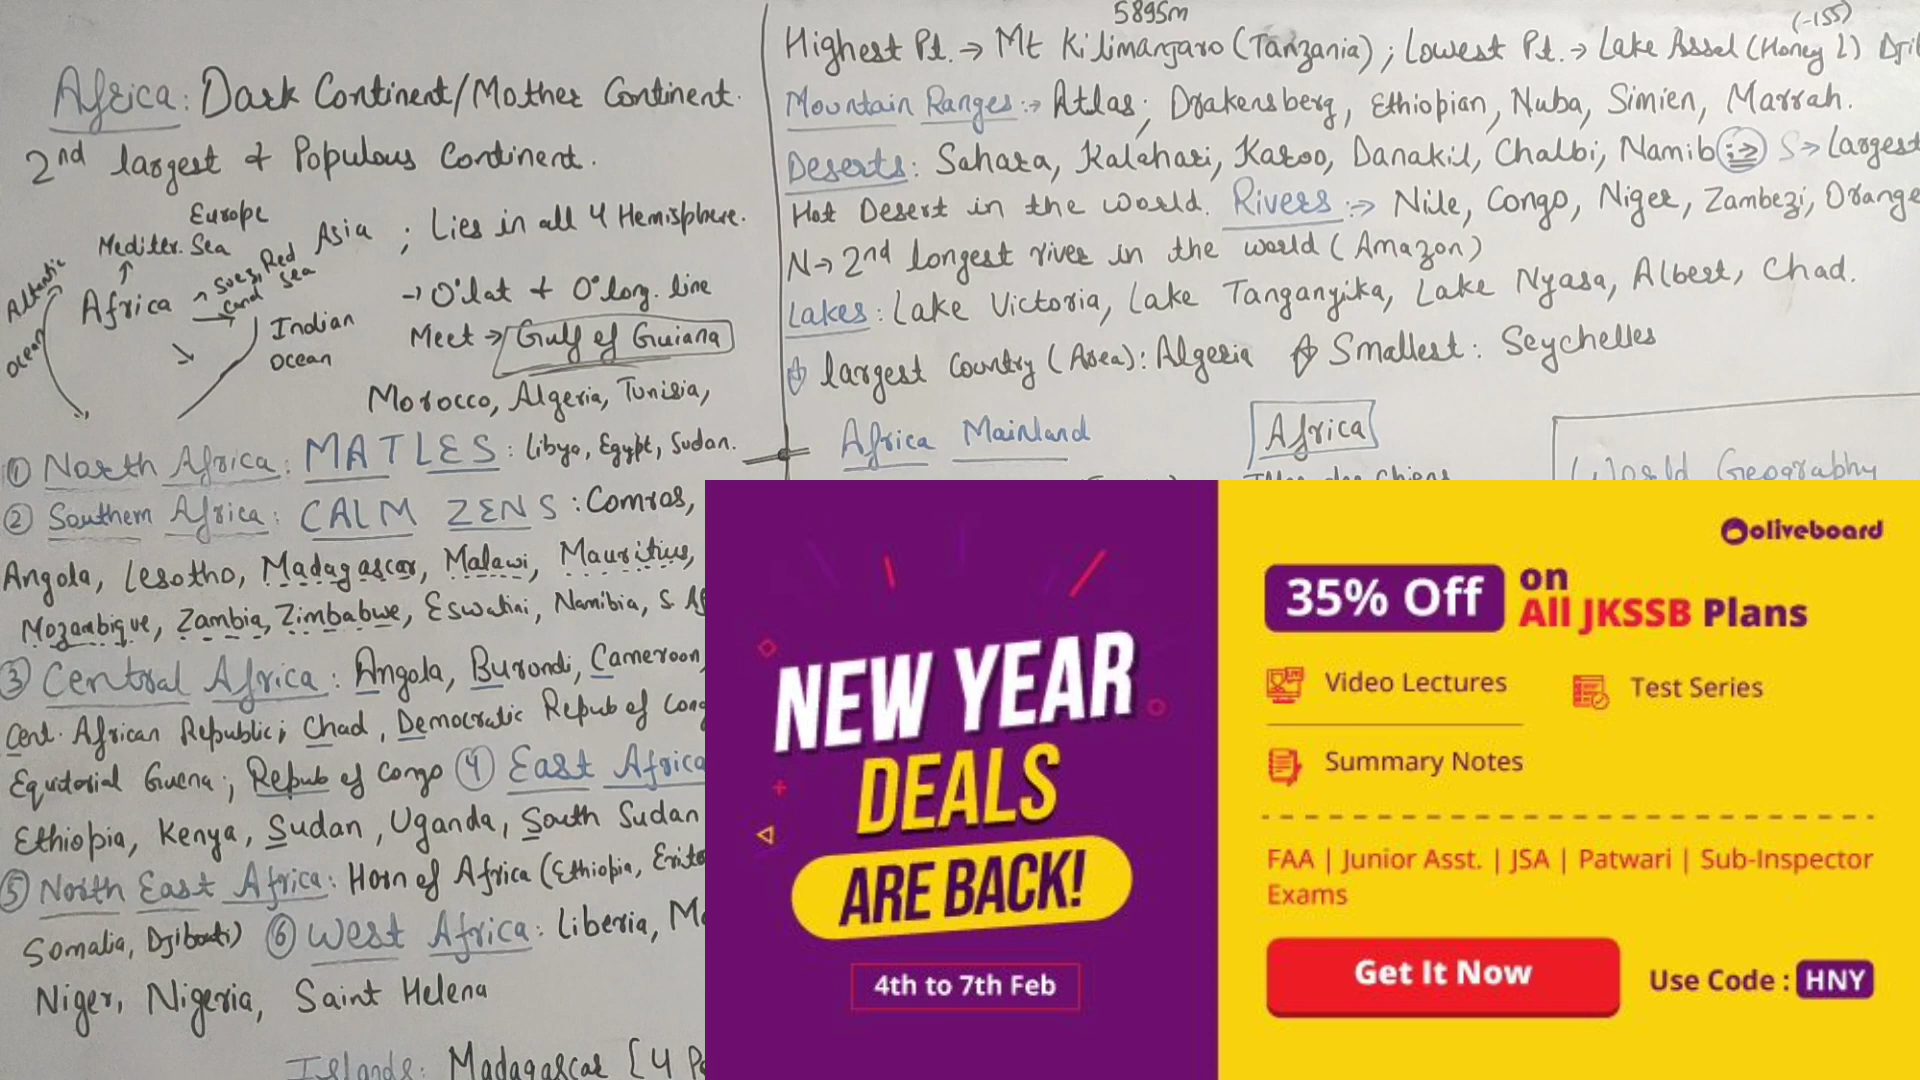 Africa: Dark Continent/Mother Continent.
2nd largest & Populous Continent.
Europe
Mediter. Sea
Asia ; Lies in all 4 Hemisphere.
Red Sea
Suez
Atlantic Ocean
Africa
Indian Ocean
→ 0° lat + 0° long. line
Meet → Gulf of Guiana
Morocco, Algeria, Tunisia,
① North Africa: MATLES: Libya, Egypt, Sudan.
② Southern Africa: CALM ZENS: Comros,
Angola, Lesotho, Madagascar, Malawi, Mauritius,
Mozambique, Zambia, Zimbabwe, Eswatini, Namibia, S. Af
③ Central Africa: Angola, Burondi, Cameroon,
Cent. African Republic; Chad, Democratic Repub of Cong
Equitorial Guena; Repub of Congo ④ East Africa
Ethiopia, Kenya, Sudan, Uganda, South Sudan
⑤ North East Africa: Horn of Africa (Ethiopia, Erit
Somalia, Djibouti) ⑥ West Africa: Liberia, Ma
Niger, Nigeria, Saint Helena
Islands: Madagascar [4
5895m
(-155)
Highest Pt. → Mt Kilimanjaro (Tanzania); Lowest Pt. → Lake Assal (Honey L) Dji
Mountain Ranges:→ Atlas, Drakensberg, Ethiopian, Nuba, Simien, Marrah.
Deserts: Sahara, Kalahari, Karoo, Danakil, Chalbi, Namib :→ S → Largest
Hot Desert in the world. Rivers:→ Nile, Congo, Niger, Zambezi, Orange
N → 2nd longest river in the world (Amazon)
Lakes: Lake Victoria, Lake Tanganyika, Lake Nyasa, Albert, Chad.
largest Country (Area): Algeria Smallest: Seychelles
Africa Mainland
Africa
World Geography
NEW YEAR
DEALS
ARE BACK!
4th to 7th Feb
oliveboard
35% Off on
All JKSSB Plans
Video Lectures
Test Series
Summary Notes
FAA | Junior Asst. | JSA | Patwari | Sub-Inspector
Exams
Get It Now
Use Code : HNY